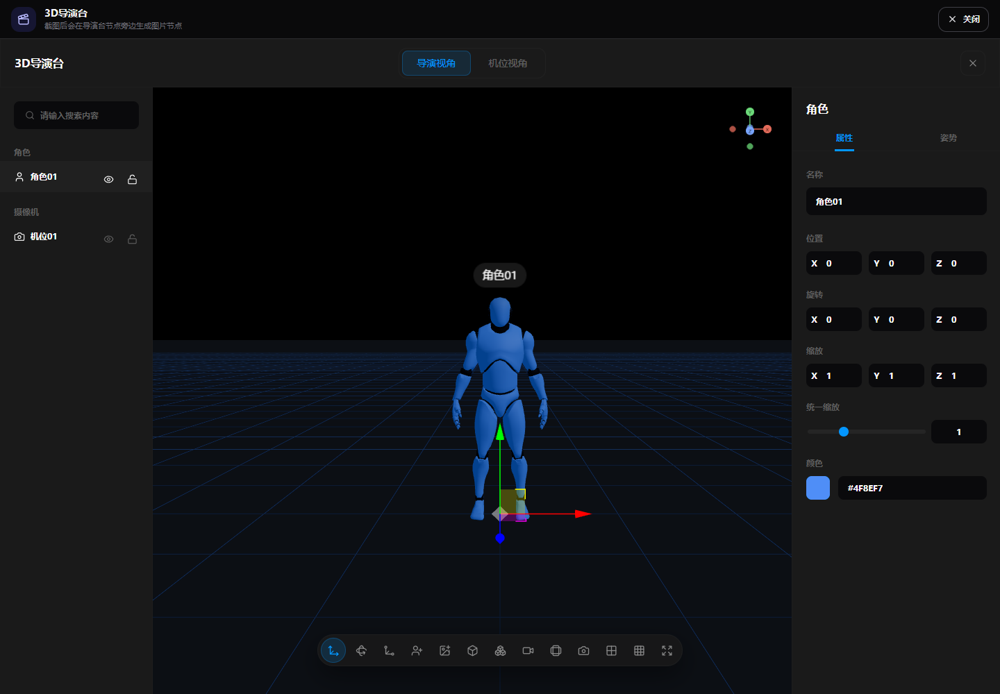 3D导演台
截图后会在导演台节点旁边生成图片节点
关闭
3D导演台
导演视角
机位视角
请输入搜索内容
角色
角色01
摄像机
机位01
Y
X
Z
角色01
角色
属性
姿势
名称
角色01
位置
X 0
Y 0
Z 0
旋转
X 0
Y 0
Z 0
缩放
X 1
Y 1
Z 1
统一缩放
1
颜色
#4F8EF7